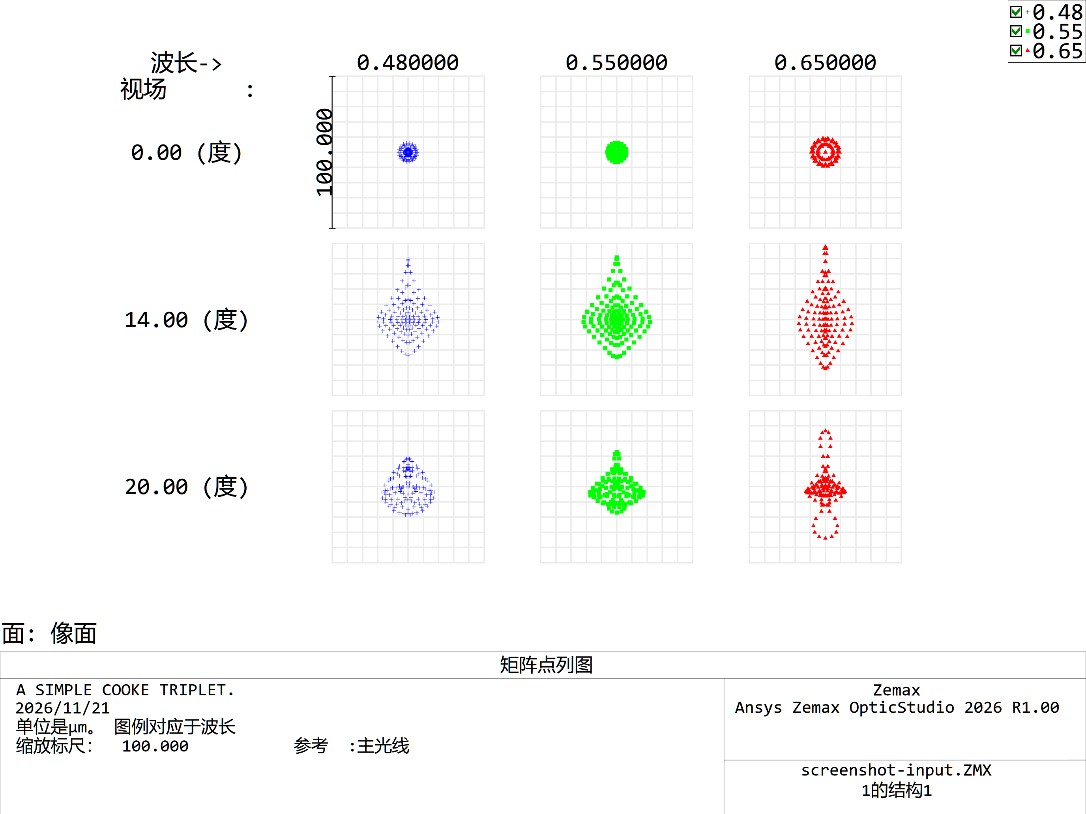 0.48
0.55
0.65
波长-> 0.480000 0.550000 0.650000
视场 :
100.000
0.00 (度)
14.00 (度)
20.00 (度)
面: 像面
矩阵点列图
A SIMPLE COOKE TRIPLET.
2026/11/21
单位是µm。 图例对应于波长
缩放标尺: 100.000 参考 :主光线
Zemax
Ansys Zemax OpticStudio 2026 R1.00
screenshot-input.ZMX
1的结构1